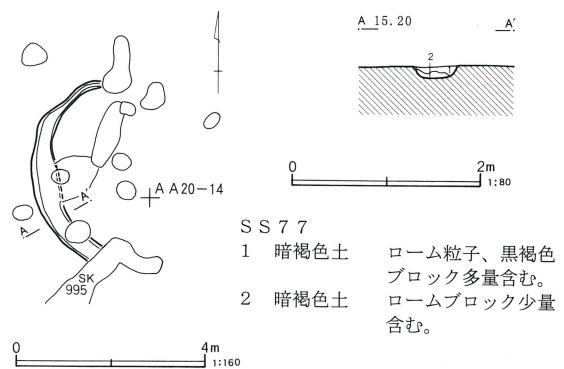 A 15.20 A'
2
0 2m
1:80
A A20-14
A'
A
SK
995
0 4m
1:160
SS77
1 暗褐色土 ローム粒子、黒褐色
ブロック多量含む。
2 暗褐色土 ロームブロック少量
含む。